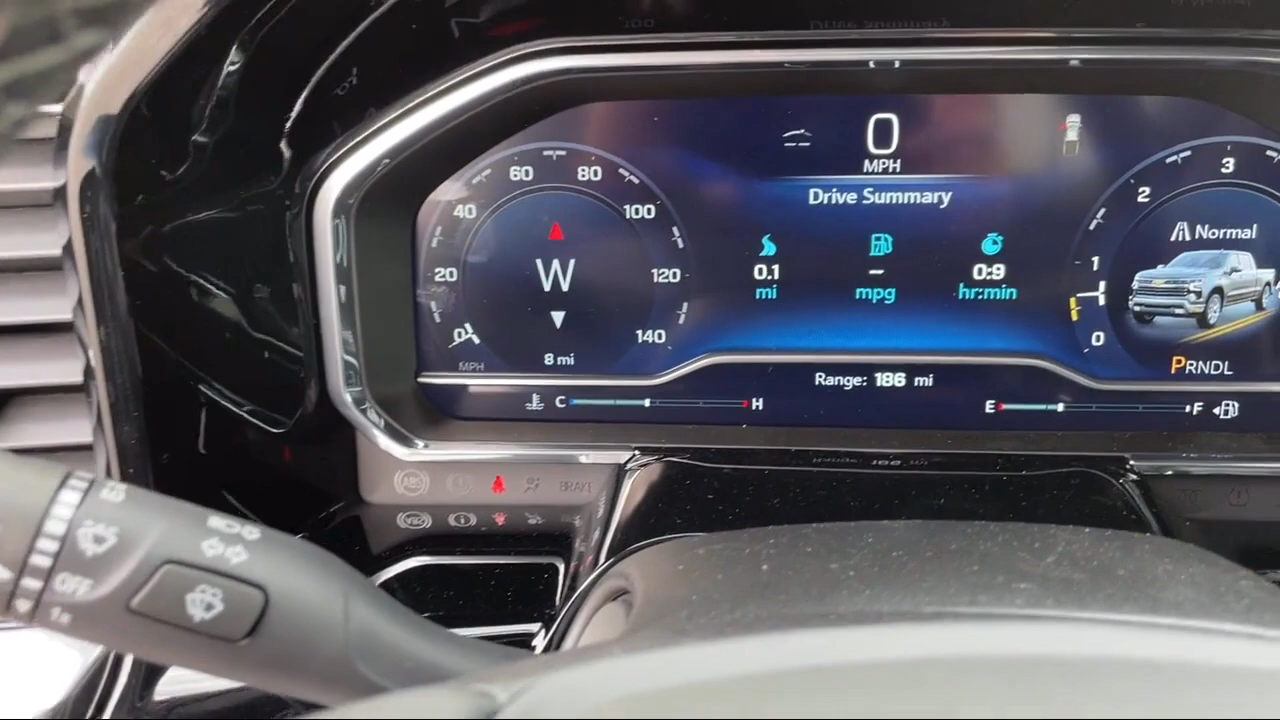 0
MPH
Drive Summary
0.1
mi
--
mpg
0:9
hr:min
0
20
40
60
80
100
120
140
MPH
W
8 mi
0
1
2
3
Normal
PRNDL
Range: 186 mi
C H
E F
ABS
BRAKE
OFF
1x